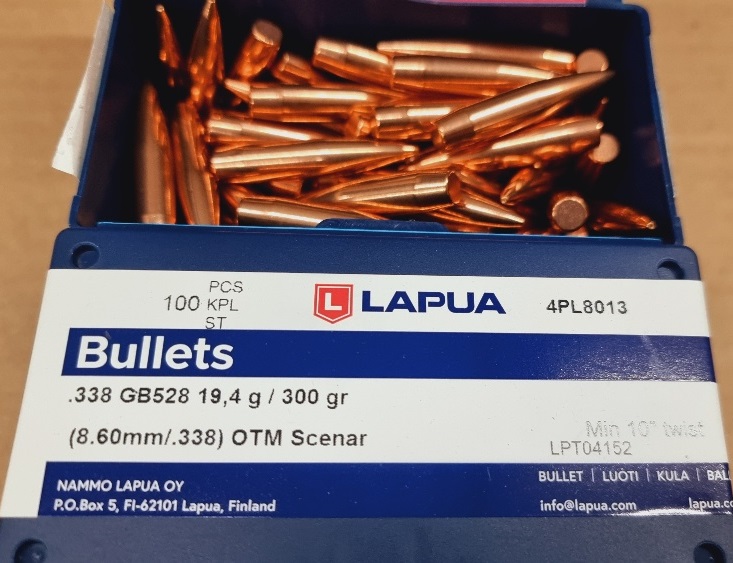 PCS
100 KPL
ST
L LAPUA
4PL8013
Bullets
.338 GB528 19,4 g / 300 gr
(8.60mm/.338) OTM Scenar
Min 10" twist
LPT04152
NAMMO LAPUA OY
P.O.Box 5, FI-62101 Lapua, Finland
BULLET | LUOTI | KULA | BAL
info@lapua.com lapua.co